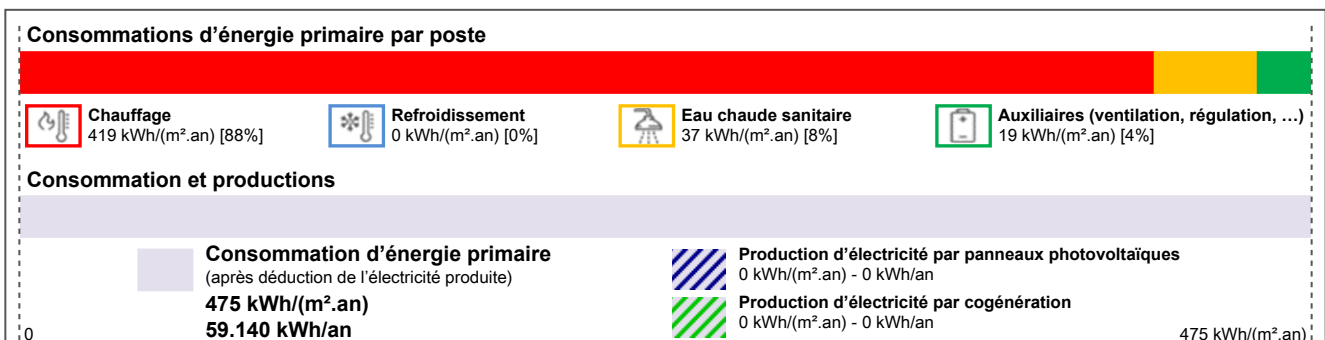 Consommations d'énergie primaire par poste
Chauffage
419 kWh/(m².an) [88%]
Refroidissement
0 kWh/(m².an) [0%]
Eau chaude sanitaire
37 kWh/(m².an) [8%]
Auxiliaires (ventilation, régulation, …)
19 kWh/(m².an) [4%]
Consommation et productions
Consommation d'énergie primaire
(après déduction de l'électricité produite)
475 kWh/(m².an)
59.140 kWh/an
Production d'électricité par panneaux photovoltaïques
0 kWh/(m².an) - 0 kWh/an
Production d'électricité par cogénération
0 kWh/(m².an) - 0 kWh/an
0
475 kWh/(m².an)